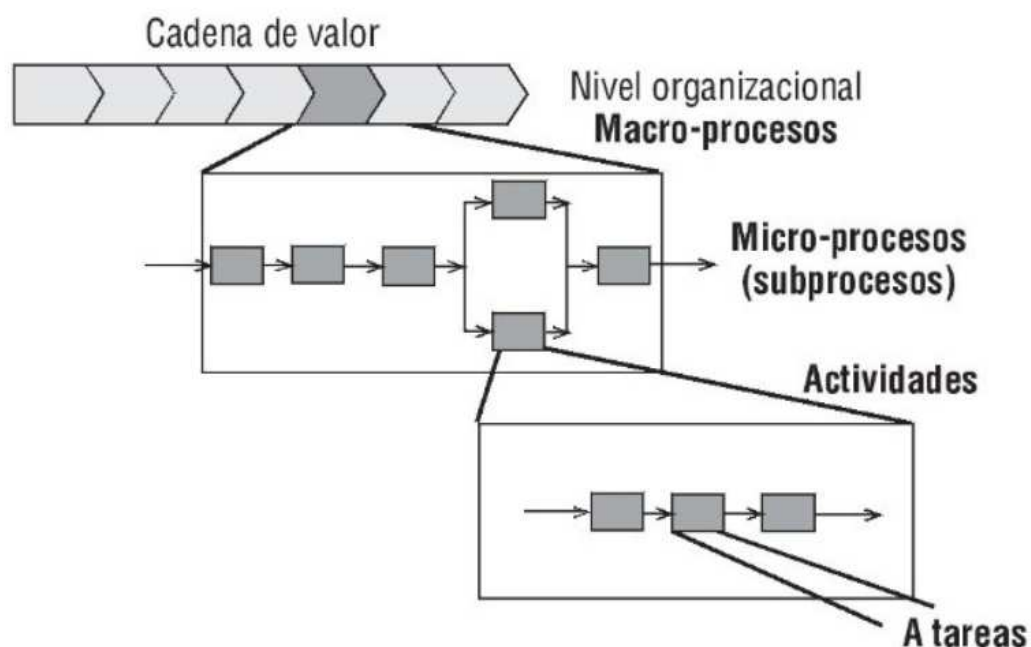 Cadena de valor
Nivel organizacional
Macro-procesos
Micro-procesos
(subprocesos)
Actividades
A tareas